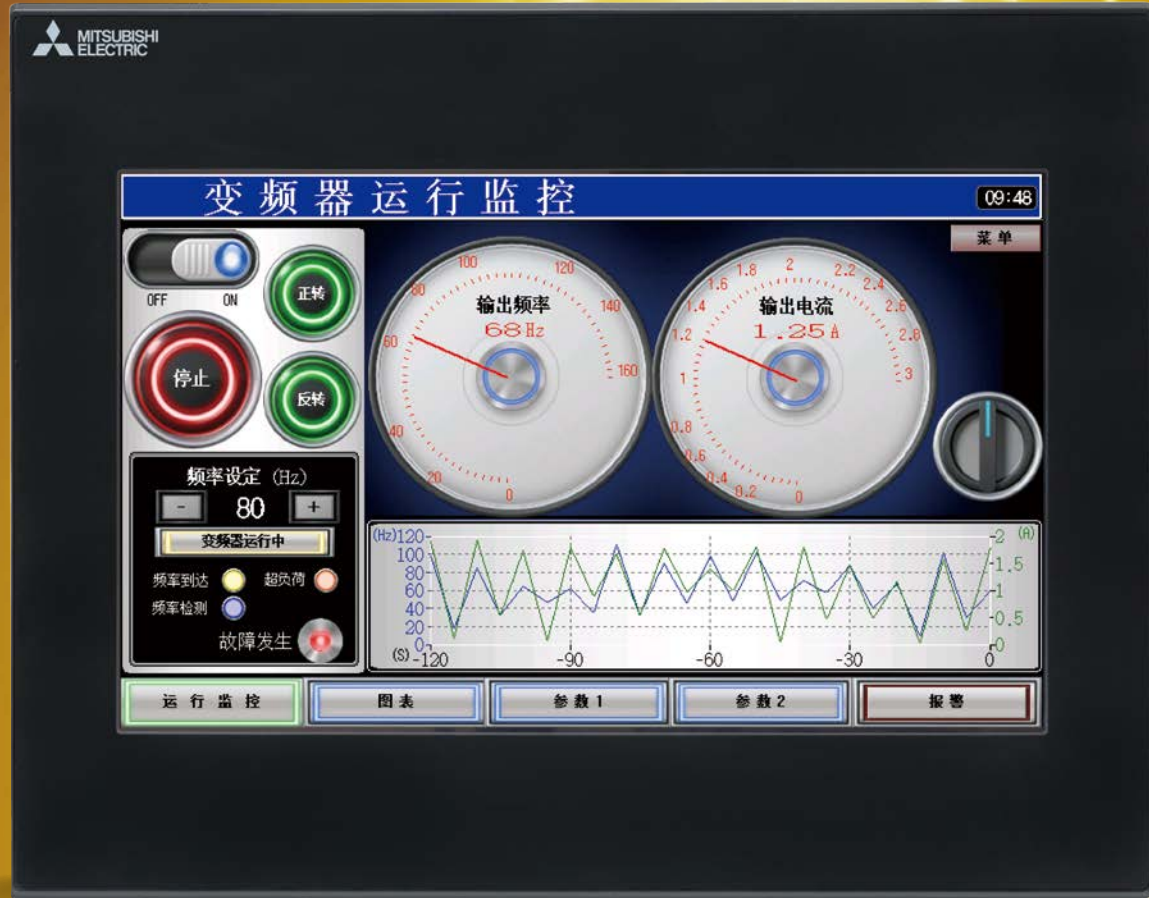 MITSUBISHI
ELECTRIC
变频器运行监控
09:48
菜单
OFF ON
正转
停止
反转
输出频率
68Hz
0 20 40 60 80 100 120 140 160
输出电流
1.25A
0 0.2 0.4 0.6 0.8 1 1.2 1.4 1.6 1.8 2 2.2 2.4 2.6 2.8 3
频率设定 (Hz)
- 80 +
变频器运行中
频率到达 超负荷
频率检测
故障发生
(Hz) 120 100 80 60 40 20 0
(A) 2 1.5 1 0.5 0
(S) -120 -90 -60 -30 0
运行监控 图表 参数1 参数2 报警